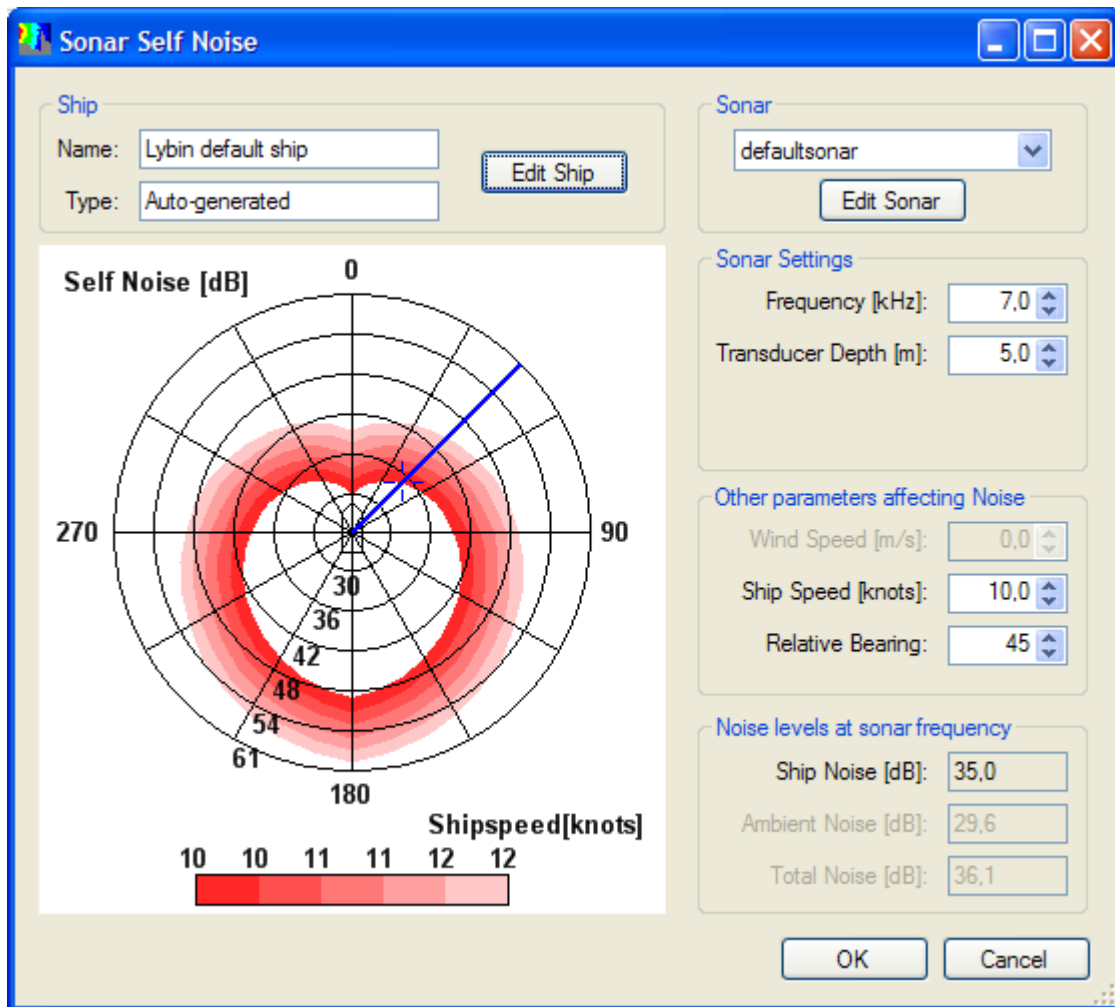 Sonar Self Noise
Ship
Name: Lybin default ship
Type: Auto-generated
Edit Ship
Sonar
defaultsonar
Edit Sonar
Self Noise [dB]
0
270
90
30
36
42
48
54
61
180
Shipspeed[knots]
10 10 11 11 12 12
Sonar Settings
Frequency [kHz]: 7,0
Transducer Depth [m]: 5,0
Other parameters affecting Noise
Wind Speed [m/s]: 0,0
Ship Speed [knots]: 10,0
Relative Bearing: 45
Noise levels at sonar frequency
Ship Noise [dB]: 35,0
Ambient Noise [dB]: 29,6
Total Noise [dB]: 36,1
OK Cancel